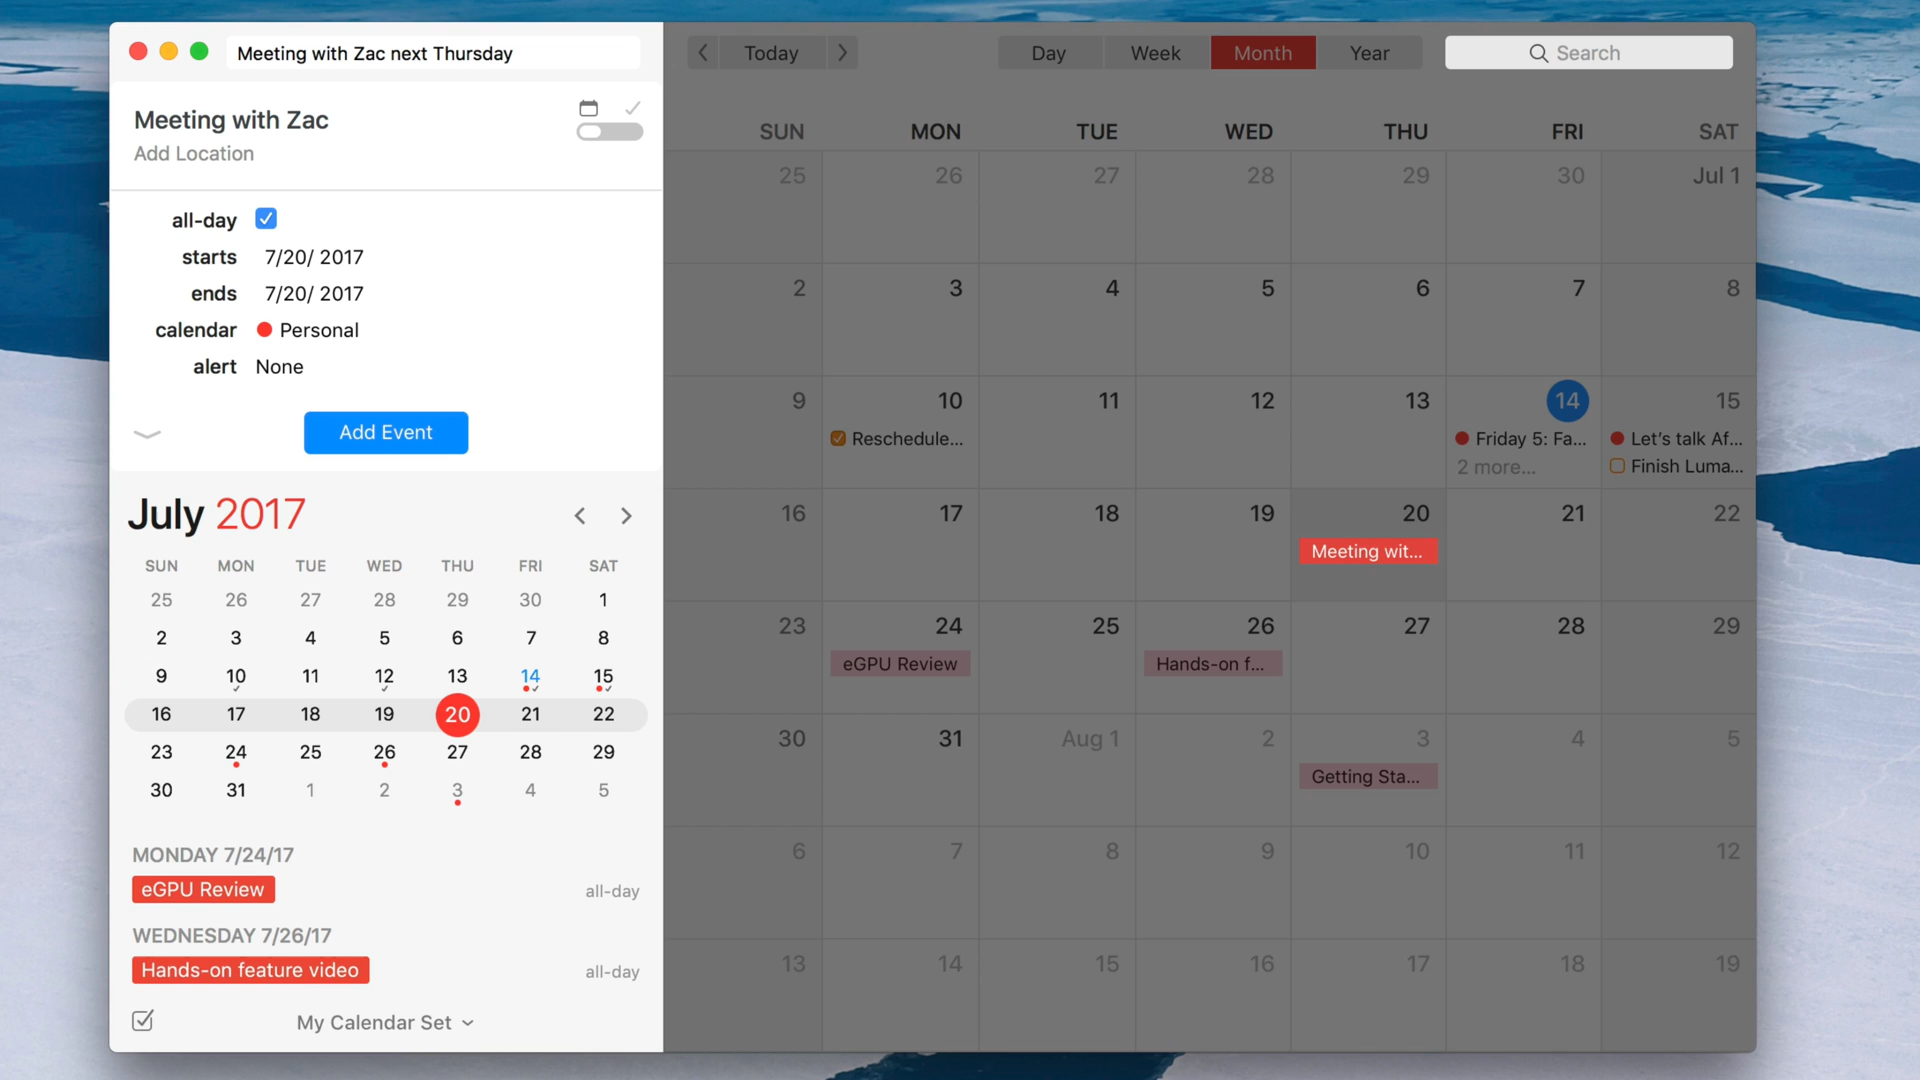 Meeting with Zac next Thursday
Meeting with Zac
Add Location
all-day
starts 7/20/ 2017
ends 7/20/ 2017
calendar Personal
alert None
Add Event
July 2017
SUN MON TUE WED THU FRI SAT
25 26 27 28 29 30 1
2 3 4 5 6 7 8
9 10 11 12 13 14 15
16 17 18 19 20 21 22
23 24 25 26 27 28 29
30 31 1 2 3 4 5
MONDAY 7/24/17
eGPU Review all-day
WEDNESDAY 7/26/17
Hands-on feature video all-day
My Calendar Set
Today Day Week Month Year Search
SUN MON TUE WED THU FRI SAT
25 26 27 28 29 30 Jul 1
2 3 4 5 6 7 8
9 10 11 12 13 14 15
Reschedule... Friday 5: Fa... Let's talk Af...
2 more... Finish Luma...
16 17 18 19 20 21 22
Meeting wit...
23 24 25 26 27 28 29
eGPU Review Hands-on f...
30 31 Aug 1 2 3 4 5
Getting Sta...
6 7 8 9 10 11 12
13 14 15 16 17 18 19